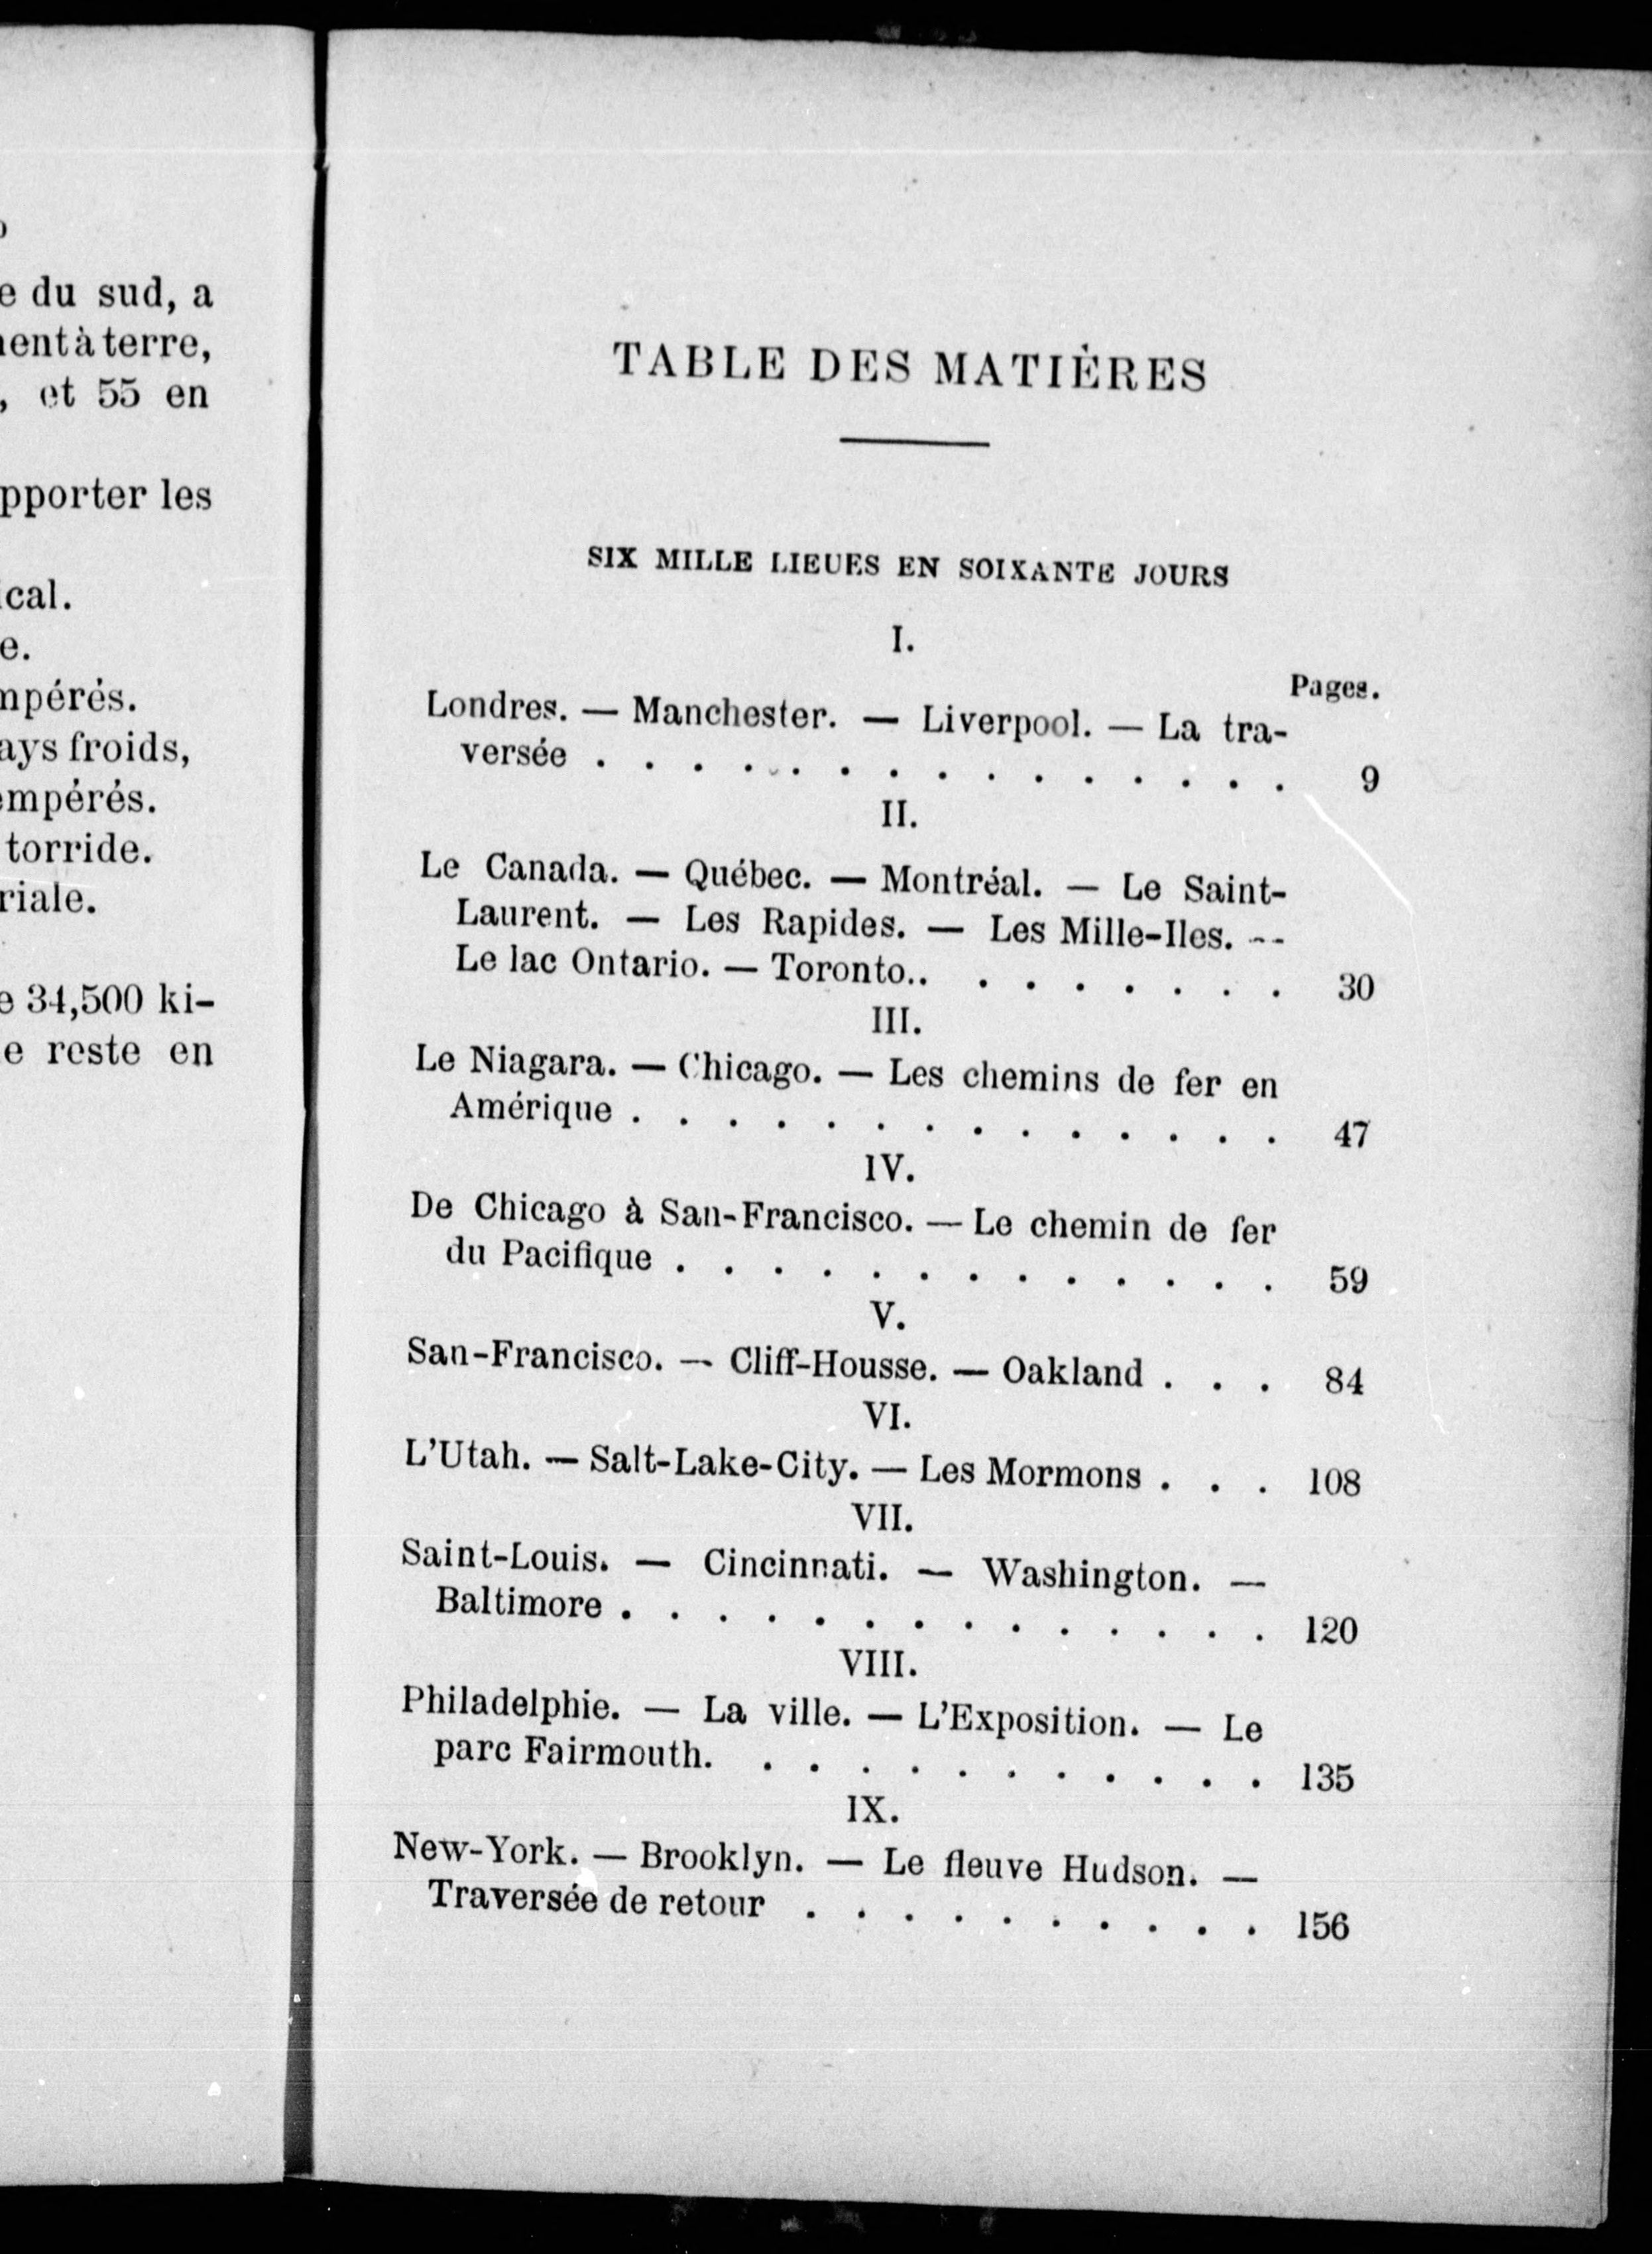 e du sud, a
ent à terre,
, et 55 en
pporter les
ical.
e.
mpérés.
ays froids,
empérés.
torride.
riale.
e 34,500 ki-
e reste en
TABLE DES MATIÈRES
SIX MILLE LIEUES EN SOIXANTE JOURS
I.
Pages.
Londres. — Manchester. — Liverpool. — La tra-
versée . . . . . . . . . . . . . . . 9
II.
Le Canada. — Québec. — Montréal. — Le Saint-
Laurent. — Les Rapides. — Les Mille-Iles. --
Le lac Ontario. — Toronto.. . . . . . . . 30
III.
Le Niagara. — Chicago. — Les chemins de fer en
Amérique . . . . . . . . . . . . . . 47
IV.
De Chicago à San-Francisco. — Le chemin de fer
du Pacifique . . . . . . . . . . . . . 59
V.
San-Francisco. — Cliff-Housse. — Oakland . . . 84
VI.
L'Utah. — Salt-Lake-City. — Les Mormons . . . 108
VII.
Saint-Louis. — Cincinnati. — Washington. —
Baltimore . . . . . . . . . . . . . . 120
VIII.
Philadelphie. — La ville. — L'Exposition. — Le
parc Fairmouth. . . . . . . . . . . . 135
IX.
New-York. — Brooklyn. — Le fleuve Hudson. —
Traversée de retour . . . . . . . . . . 156